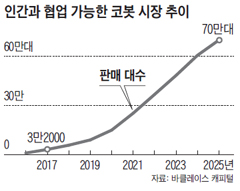 인간과 협업 가능한 코봇 시장 추이
70만대
60만대
판매 대수
30만
3만2000
0
2017 2019 2021 2023 2025년
자료: 바클레이스 캐피털